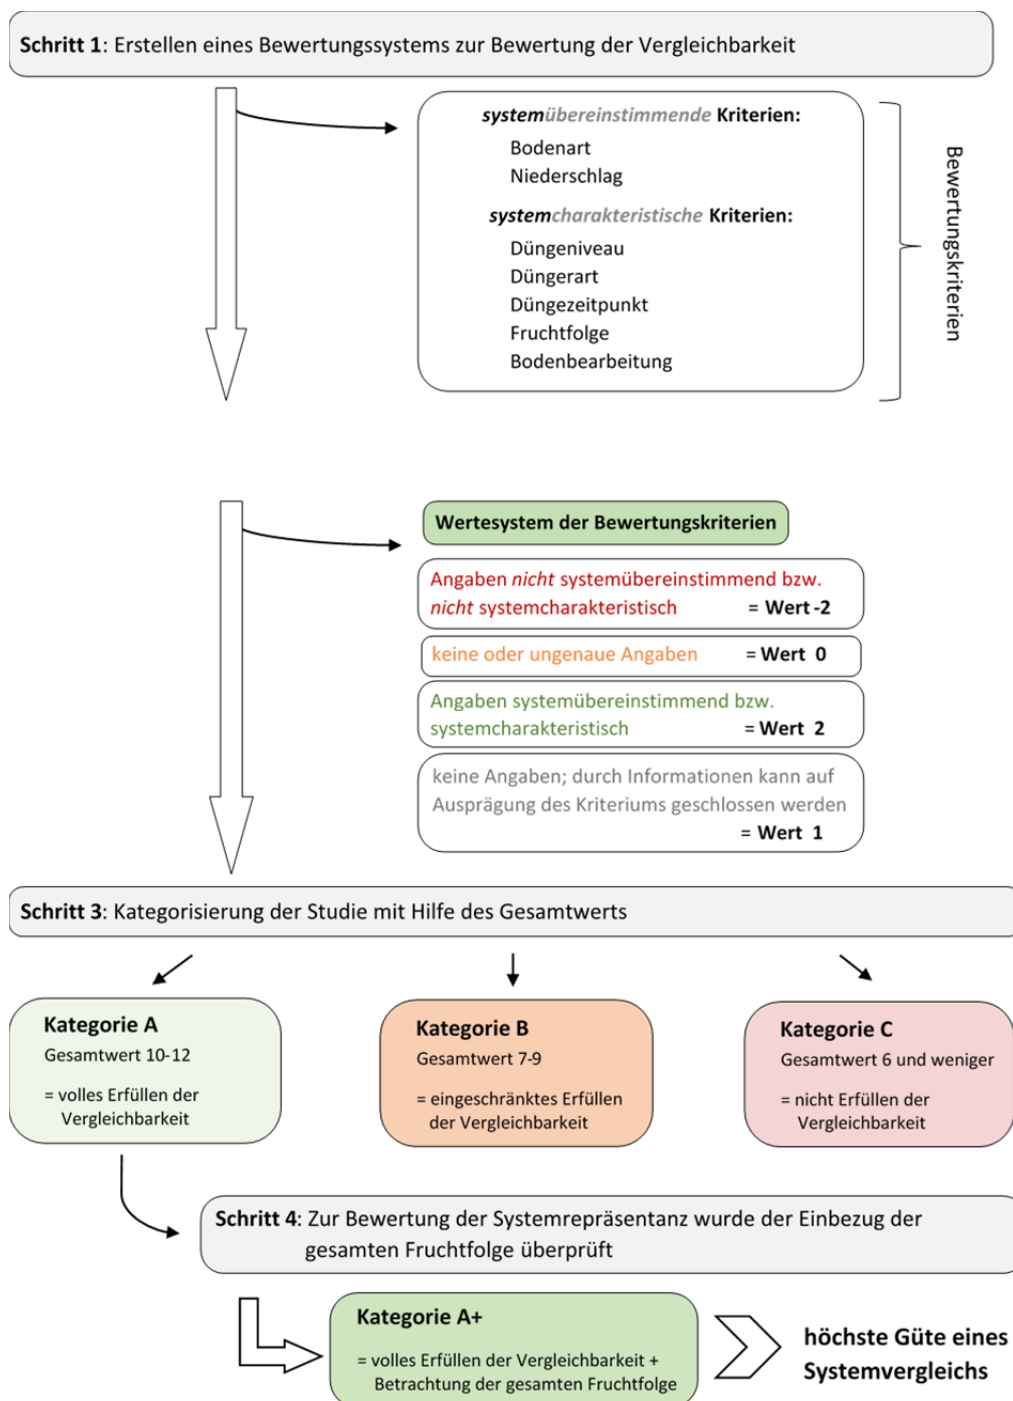 Schritt 1: Erstellen eines Bewertungssystems zur Bewertung der Vergleichbarkeit
systemübereinstimmende Kriterien:
Bodenart
Niederschlag
systemcharakteristische Kriterien:
Düngeniveau
Düngerart
Düngezeitpunkt
Fruchtfolge
Bodenbearbeitung
Bewertungskriterien
Wertesystem der Bewertungskriterien
Angaben nicht systemübereinstimmend bzw.
nicht systemcharakteristisch = Wert -2
keine oder ungenaue Angaben = Wert 0
Angaben systemübereinstimmend bzw.
systemcharakteristisch = Wert 2
keine Angaben; durch Informationen kann auf
Ausprägung des Kriteriums geschlossen werden
= Wert 1
Schritt 3: Kategorisierung der Studie mit Hilfe des Gesamtwerts
Kategorie A
Gesamtwert 10-12
= volles Erfüllen der
Vergleichbarkeit
Kategorie B
Gesamtwert 7-9
= eingeschränktes Erfüllen
der Vergleichbarkeit
Kategorie C
Gesamtwert 6 und weniger
= nicht Erfüllen der
Vergleichbarkeit
Schritt 4: Zur Bewertung der Systemrepräsentanz wurde der Einbezug der
gesamten Fruchtfolge überprüft
Kategorie A+
= volles Erfüllen der Vergleichbarkeit +
Betrachtung der gesamten Fruchtfolge
höchste Güte eines
Systemvergleichs